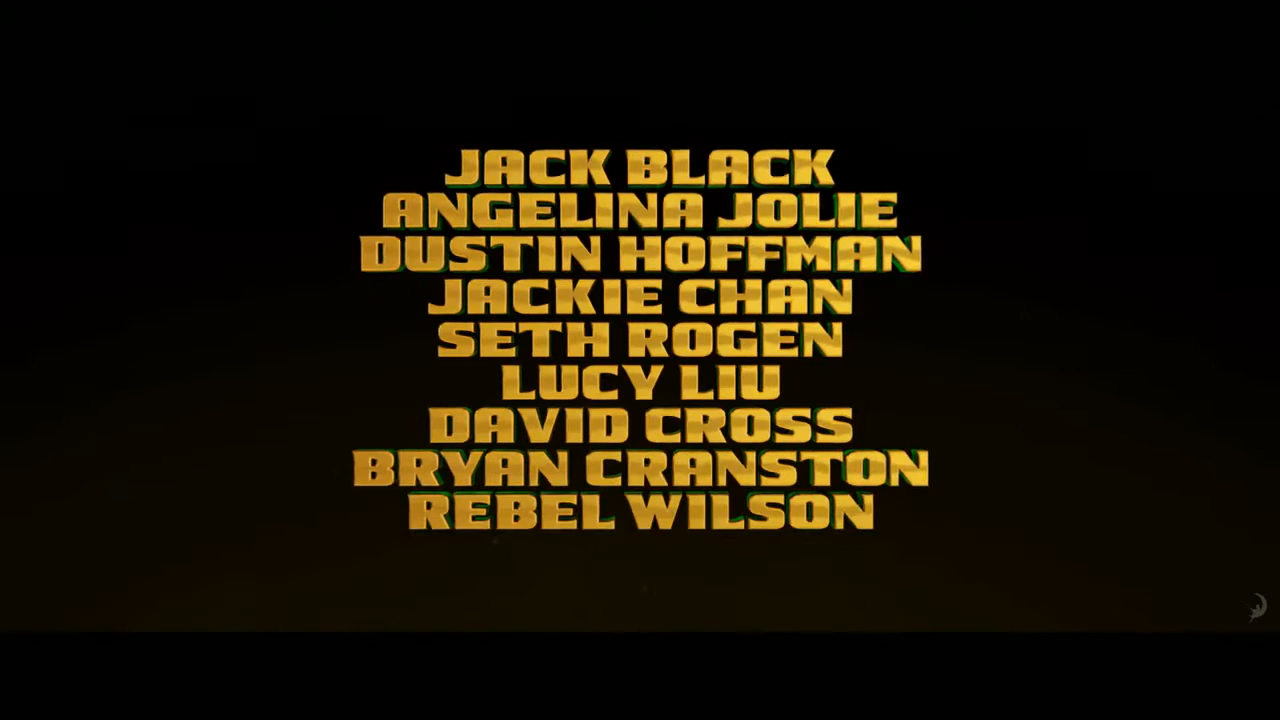 JACK BLACK
ANGELINA JOLIE
DUSTIN HOFFMAN
JACKIE CHAN
SETH ROGEN
LUCY LIU
DAVID CROSS
BRYAN CRANSTON
REBEL WILSON